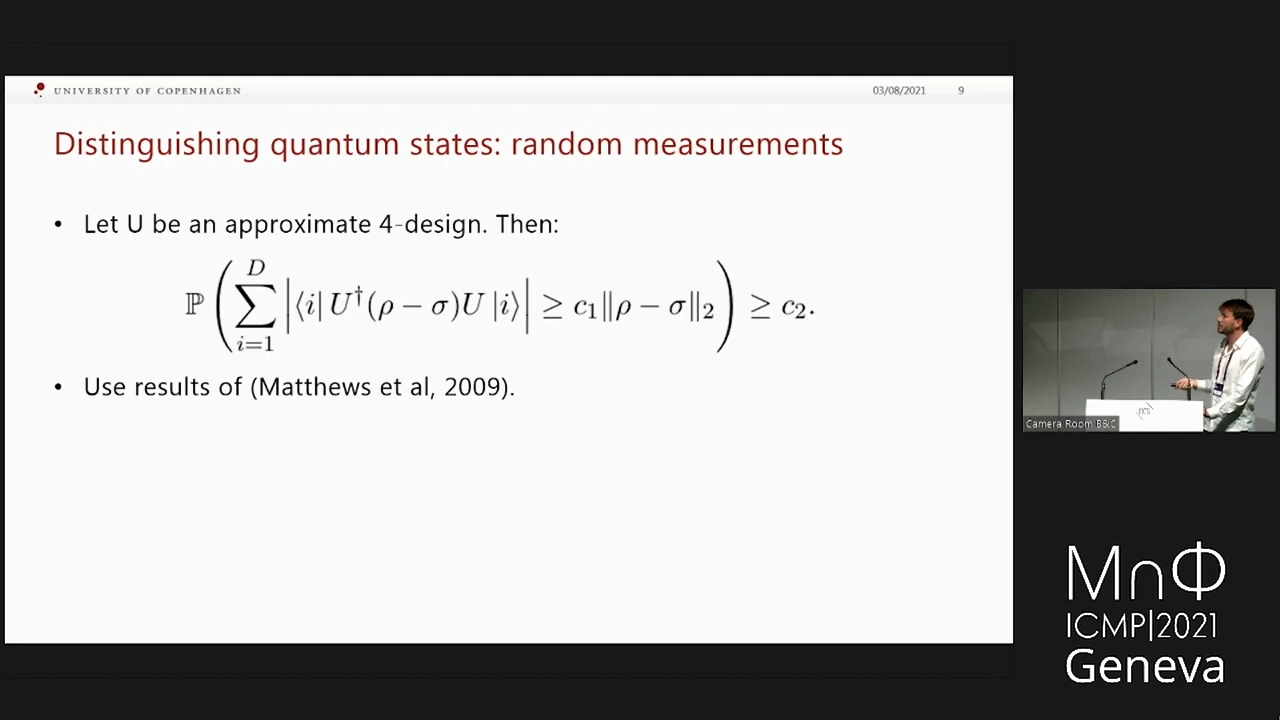 UNIVERSITY OF COPENHAGEN
03/08/2021 9
Distinguishing quantum states: random measurements
• Let U be an approximate 4-design. Then:
ℙ ( ∑_{i=1}^{D} |⟨i| U†(ρ − σ)U |i⟩| ≥ c₁‖ρ − σ‖₂ ) ≥ c₂.
• Use results of (Matthews et al, 2009).
Camera Room B&C
M∩Φ
ICMP|2021
Geneva